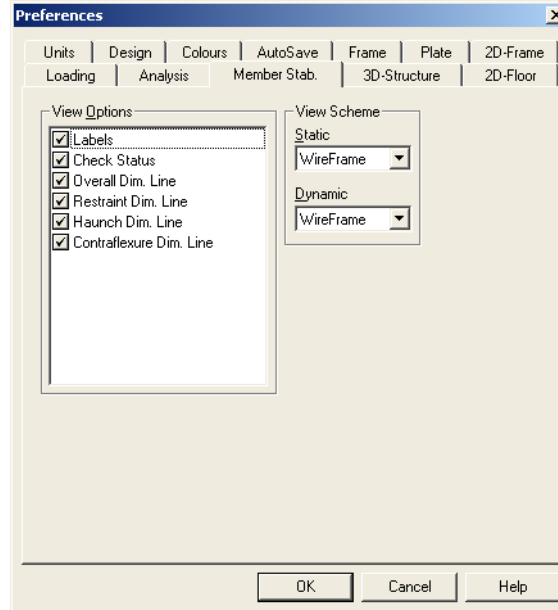 Preferences
Units Design Colours AutoSave Frame Plate 2D-Frame
Loading Analysis Member Stab. 3D-Structure 2D-Floor
View Options
Labels
Check Status
Overall Dim. Line
Restraint Dim. Line
Haunch Dim. Line
Contraflexure Dim. Line
View Scheme
Static
WireFrame
Dynamic
WireFrame
OK Cancel Help